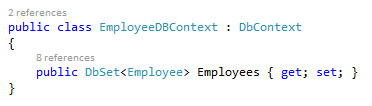 2 references
public class EmployeeDBContext : DbContext
{
8 references
public DbSet<Employee> Employees { get; set; }
}